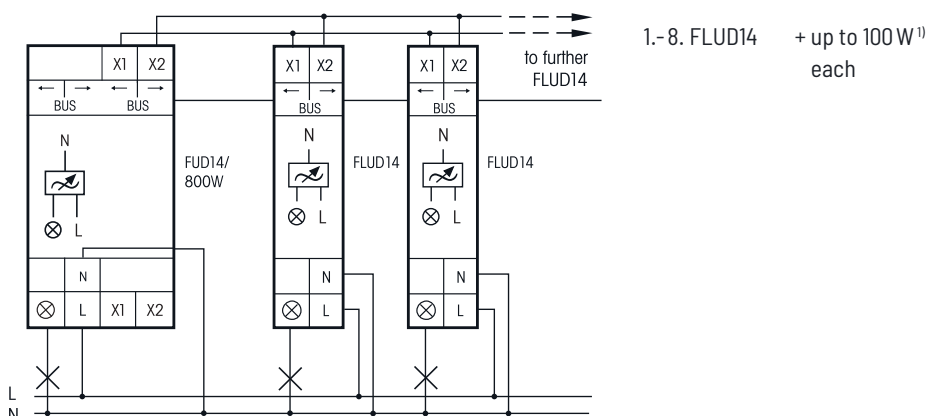 1.-8. FLUD14 + up to 100 W 1)
each
to further
FLUD14
X1 X2
BUS BUS
N
L
FUD14/
800W
N
L X1 X2
X1 X2
BUS
N
L
FLUD14
N
L
X1 X2
BUS
N
L
FLUD14
N
L
L
N